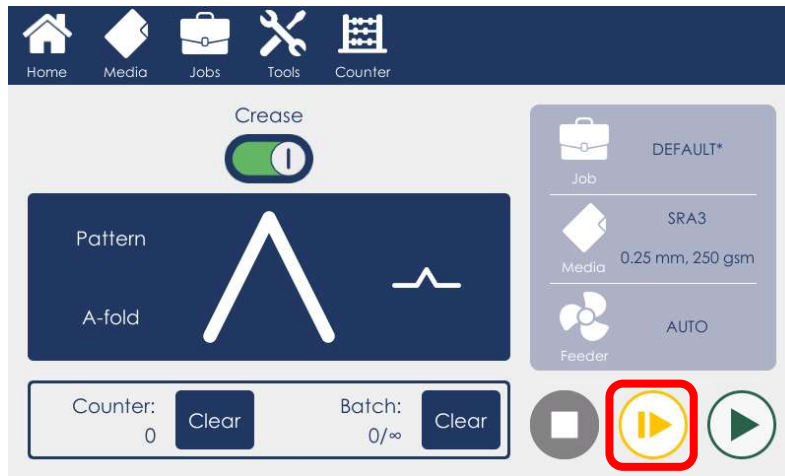 Home Media Jobs Tools Counter
Crease
Pattern
A-fold
Counter:
0
Clear
Batch:
0/∞
Clear
DEFAULT*
Job
SRA3
0.25 mm, 250 gsm
Media
AUTO
Feeder